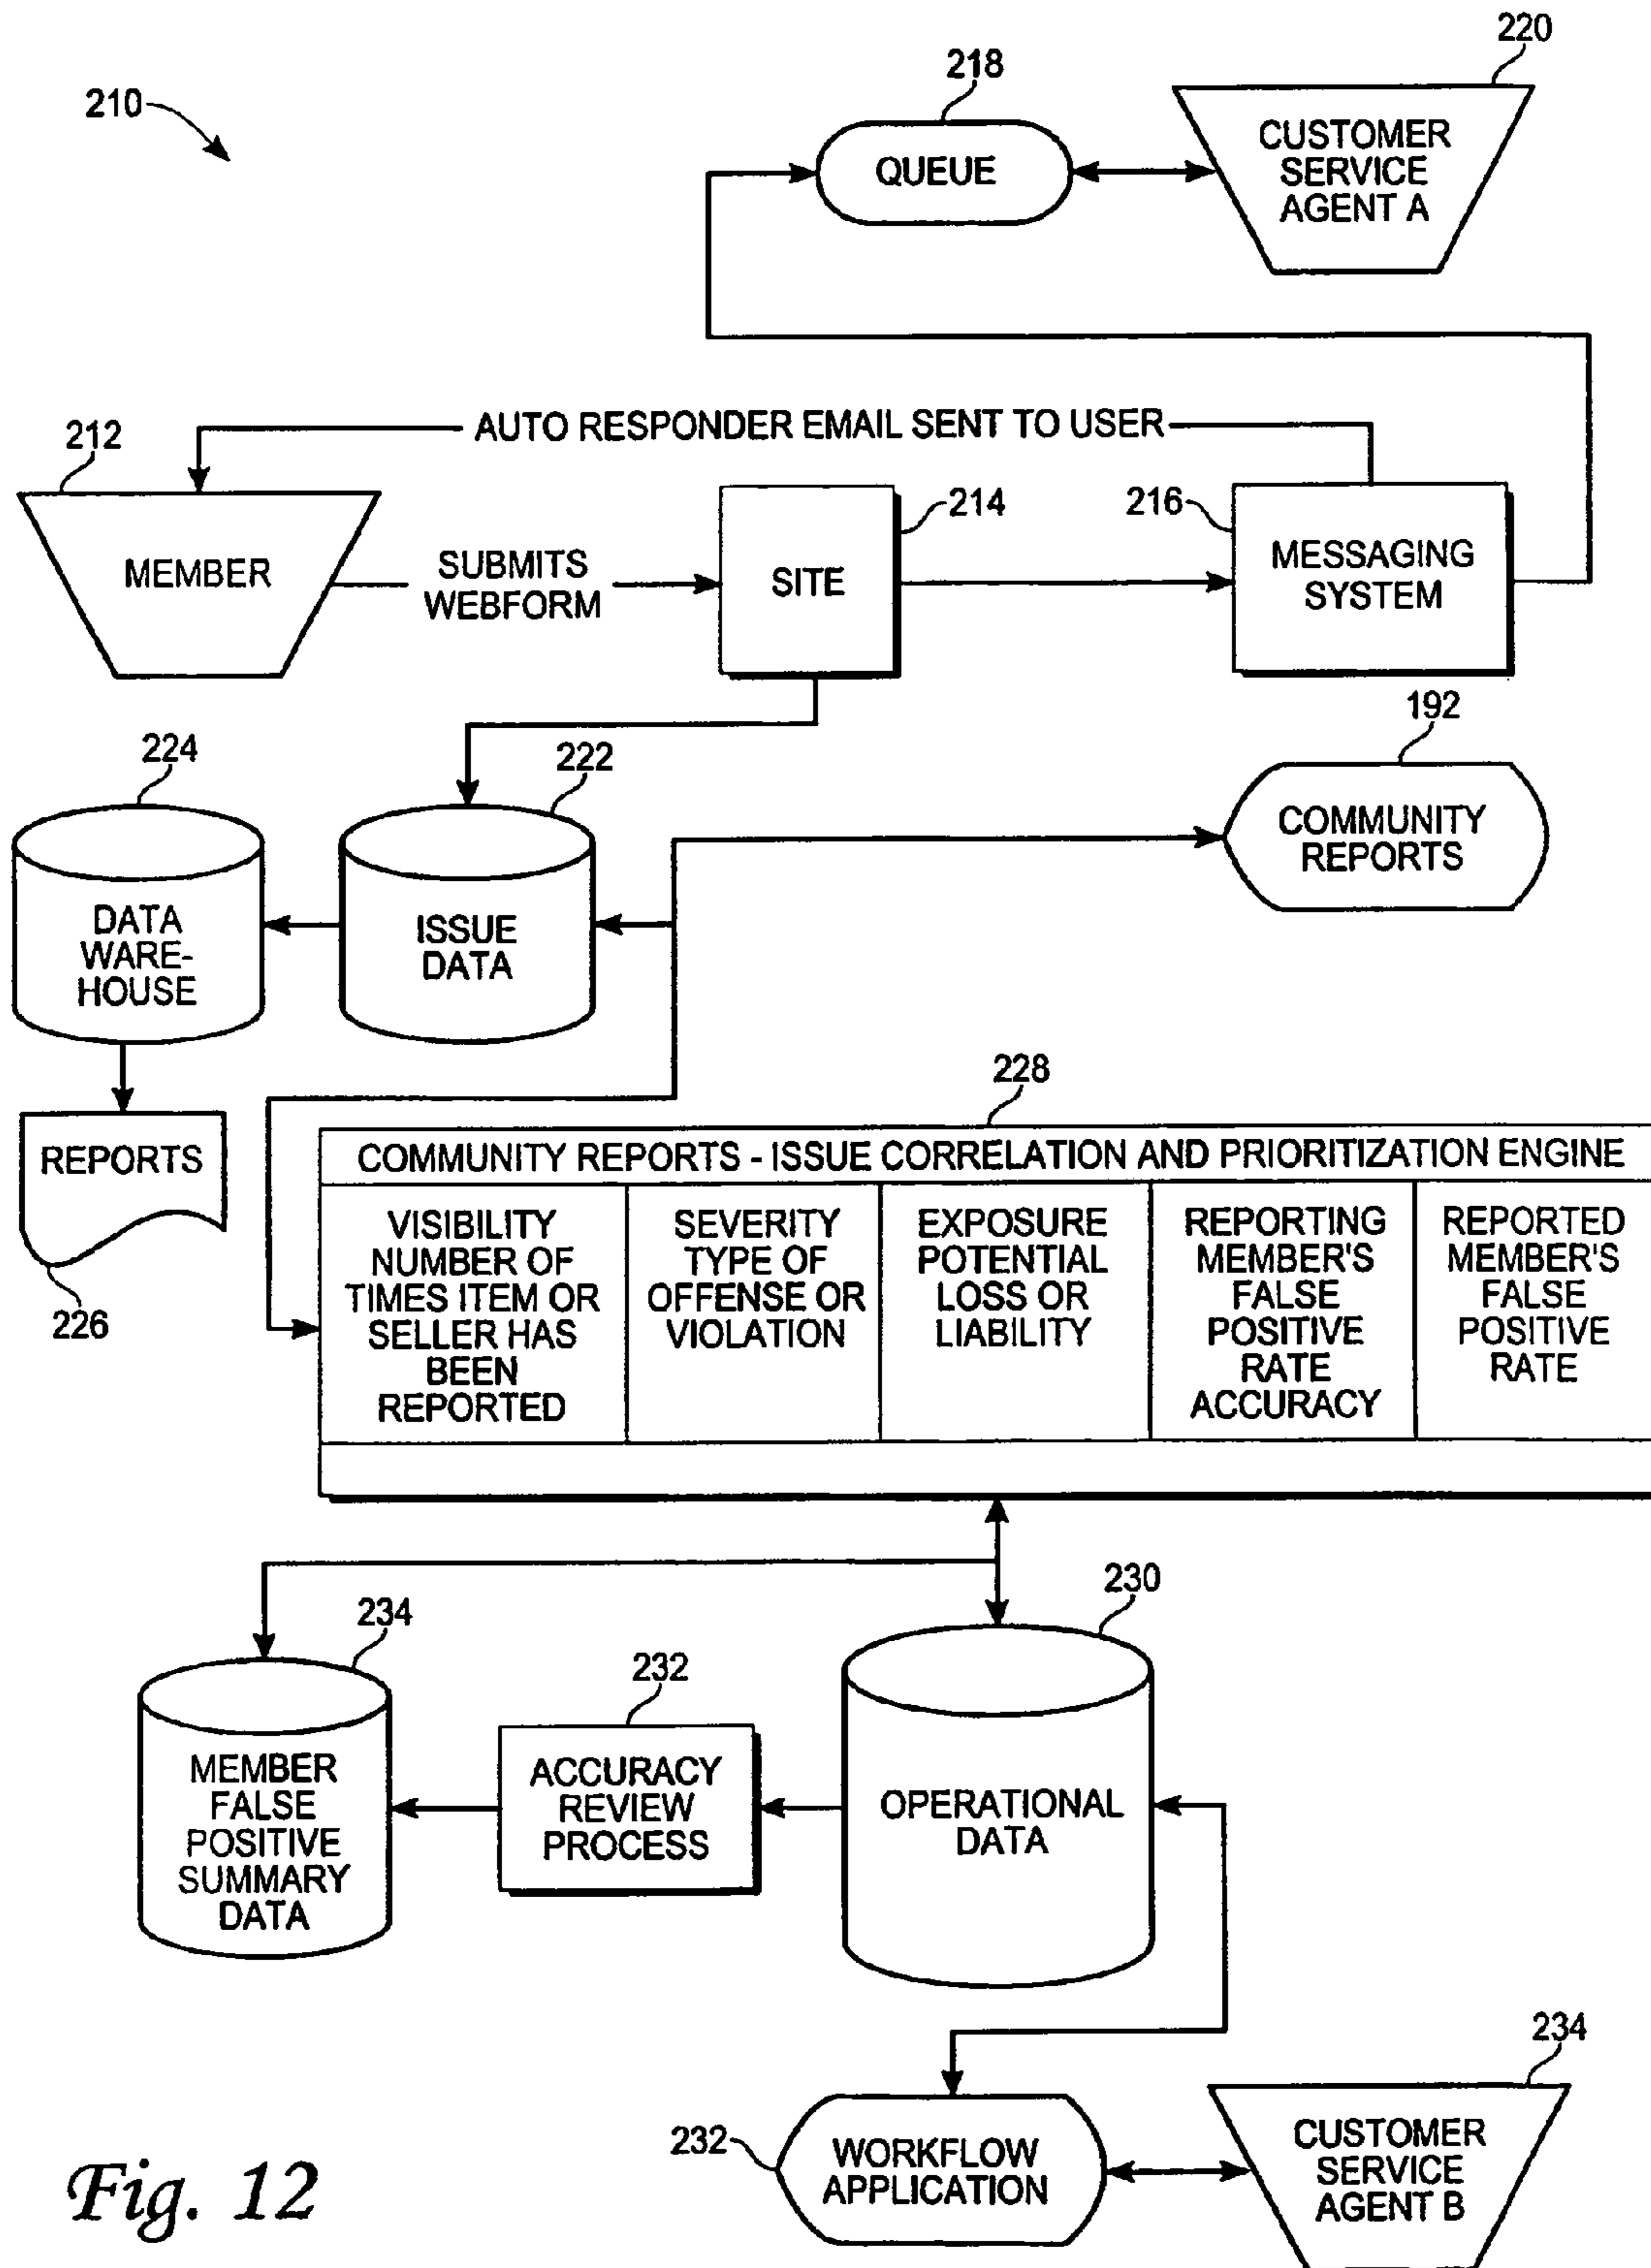 220
218
210
QUEUE
CUSTOMER
SERVICE
AGENT A
AUTO RESPONDER EMAIL SENT TO USER
212
214
216
MEMBER
SUBMITS
WEBFORM
SITE
MESSAGING
SYSTEM
192
224
222
COMMUNITY
REPORTS
DATA
WARE-
HOUSE
ISSUE
DATA
228
REPORTS
226
COMMUNITY REPORTS - ISSUE CORRELATION AND PRIORITIZATION ENGINE
VISIBILITY
NUMBER OF
TIMES ITEM OR
SELLER HAS
BEEN
REPORTED
SEVERITY
TYPE OF
OFFENSE OR
VIOLATION
EXPOSURE
POTENTIAL
LOSS OR
LIABILITY
REPORTING
MEMBER'S
FALSE
POSITIVE
RATE
ACCURACY
REPORTED
MEMBER'S
FALSE
POSITIVE
RATE
230
234
232
MEMBER
FALSE
POSITIVE
SUMMARY
DATA
ACCURACY
REVIEW
PROCESS
OPERATIONAL
DATA
234
232
WORKFLOW
APPLICATION
CUSTOMER
SERVICE
AGENT B
Fig. 12